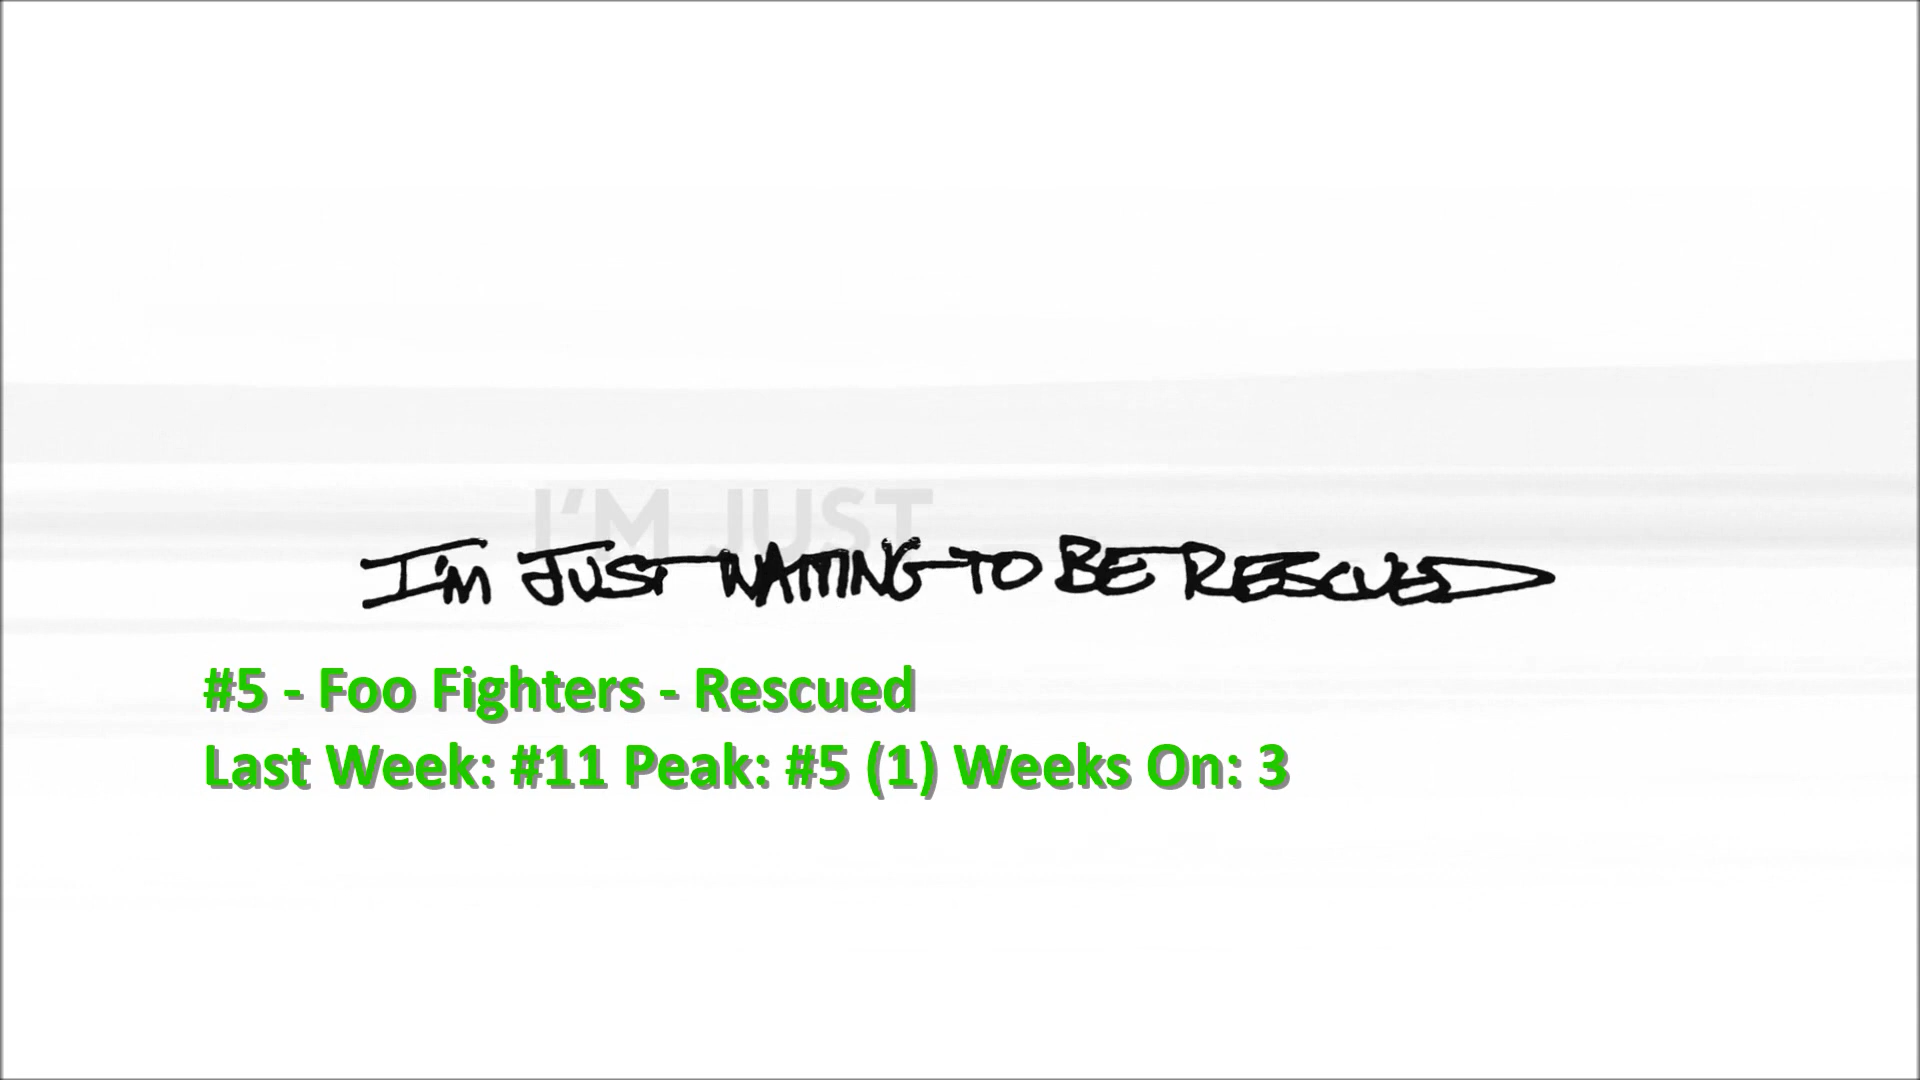 I'M JUST
I'M JUST WAITING TO BE RESCUED
#5 - Foo Fighters - Rescued
Last Week: #11 Peak: #5 (1) Weeks On: 3